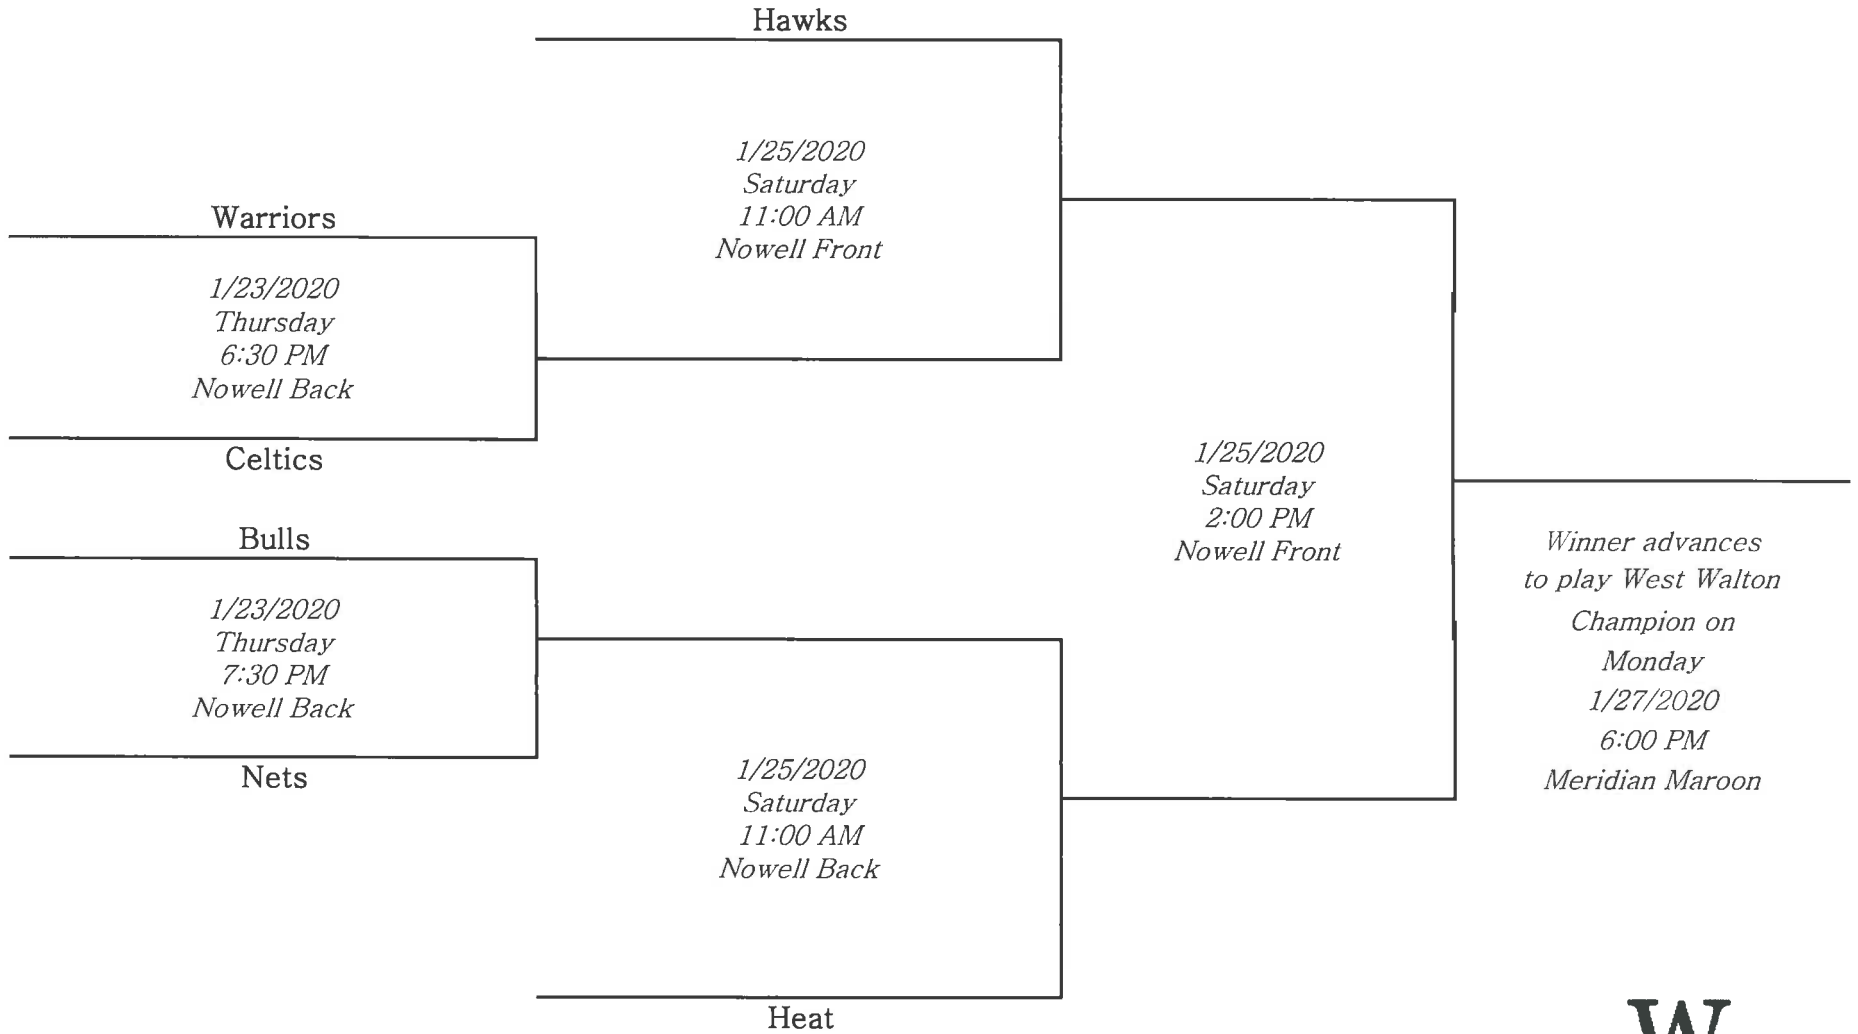 Hawks
1/25/2020
Saturday
11:00 AM
Nowell Front
Warriors
1/23/2020
Thursday
6:30 PM
Nowell Back
Celtics
Bulls
1/23/2020
Thursday
7:30 PM
Nowell Back
Nets
1/25/2020
Saturday
11:00 AM
Nowell Back
Heat
1/25/2020
Saturday
2:00 PM
Nowell Front
Winner advances
to play West Walton
Champion on
Monday
1/27/2020
6:00 PM
Meridian Maroon
W